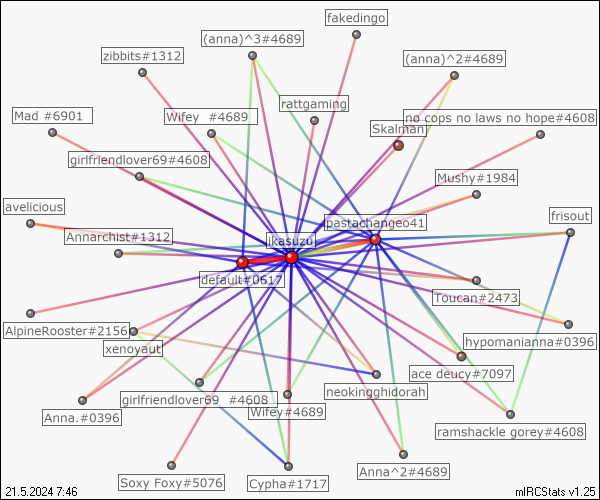 fakedingo
(anna)^3#4689
zibbits#1312
(anna)^2#4689
rattgaming
Mad #6901
Wifey  #4689
no cops no laws no hope#4608
Skalman
girlfriendlover69#4608
Mushy#1984
avelicious
frisout
pastachangeo41
Annarchist#1312
ikasuzu
default#0617
Toucan#2473
AlpineRooster#2156
hypomanianna#0396
xenoyaut
ace deucy#7097
neokingghidorah
girlfriendlover69  #4608
Anna.#0396
Wifey#4689
ramshackle gorey#4608
Anna^2#4689
Soxy Foxy#5076
Cypha#1717
21.5.2024 7:46
mIRCStats v1.25